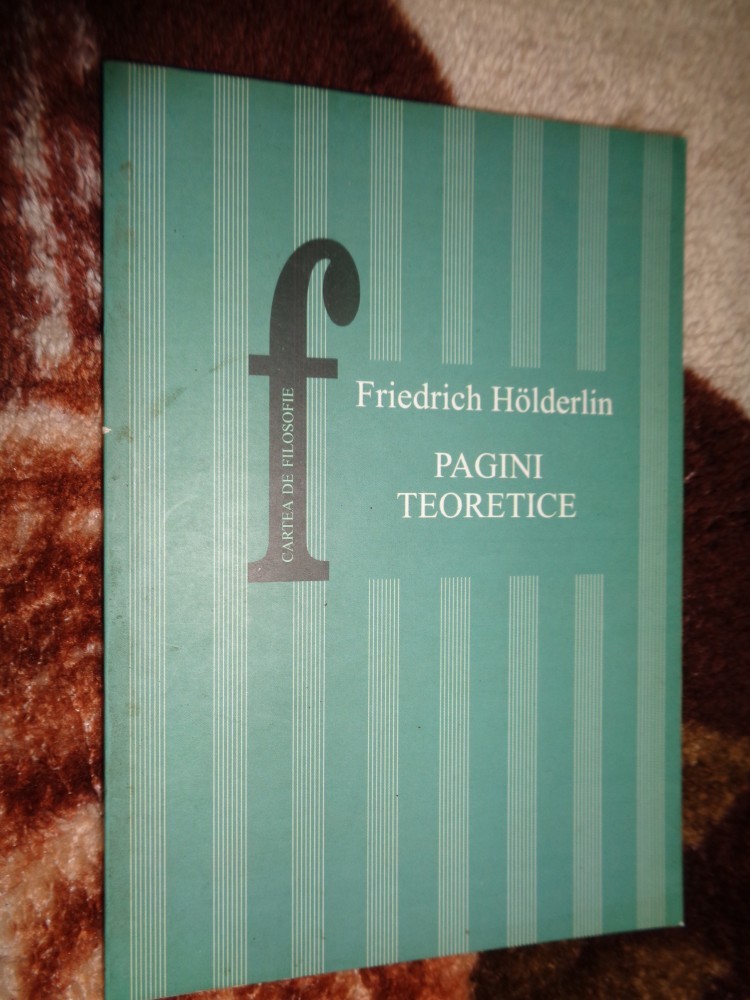 CARTEA DE FILOSOFIE
Friedrich Hölderlin
PAGINI
TEORETICE